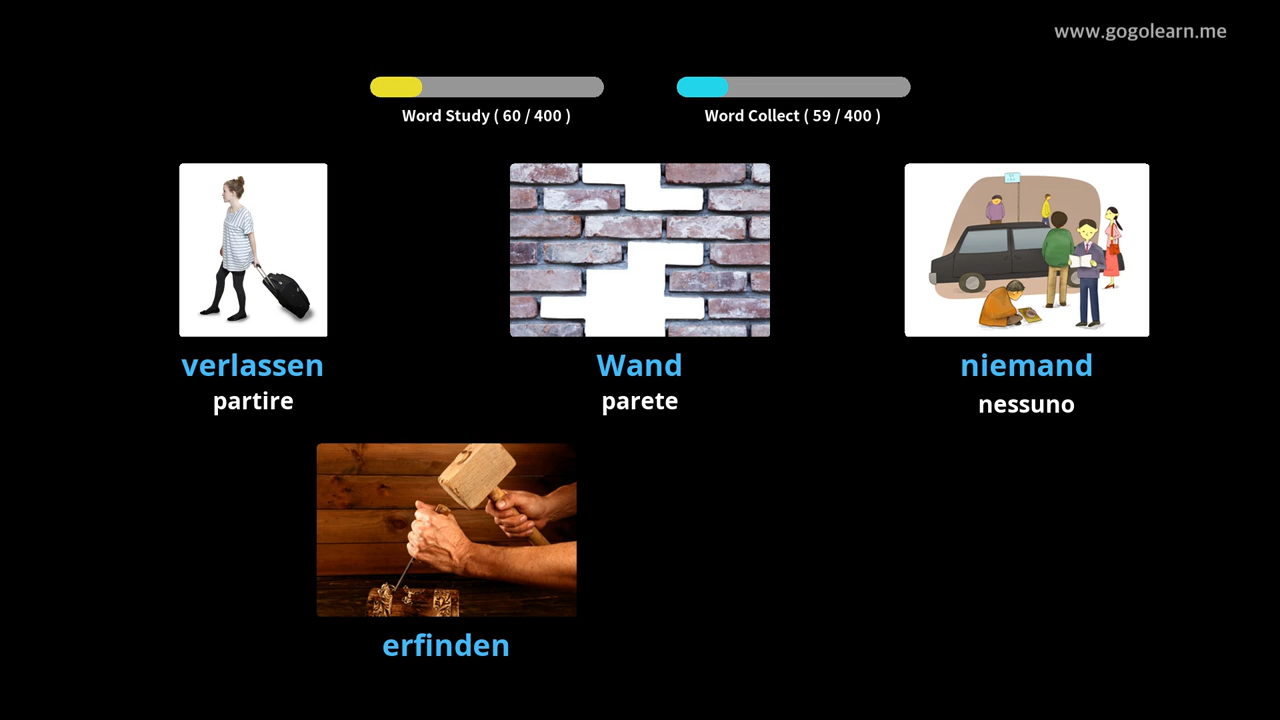 www.gogolearn.me
Word Study ( 60 / 400 )
Word Collect ( 59 / 400 )
verlassen
partire
Wand
parete
niemand
nessuno
erfinden